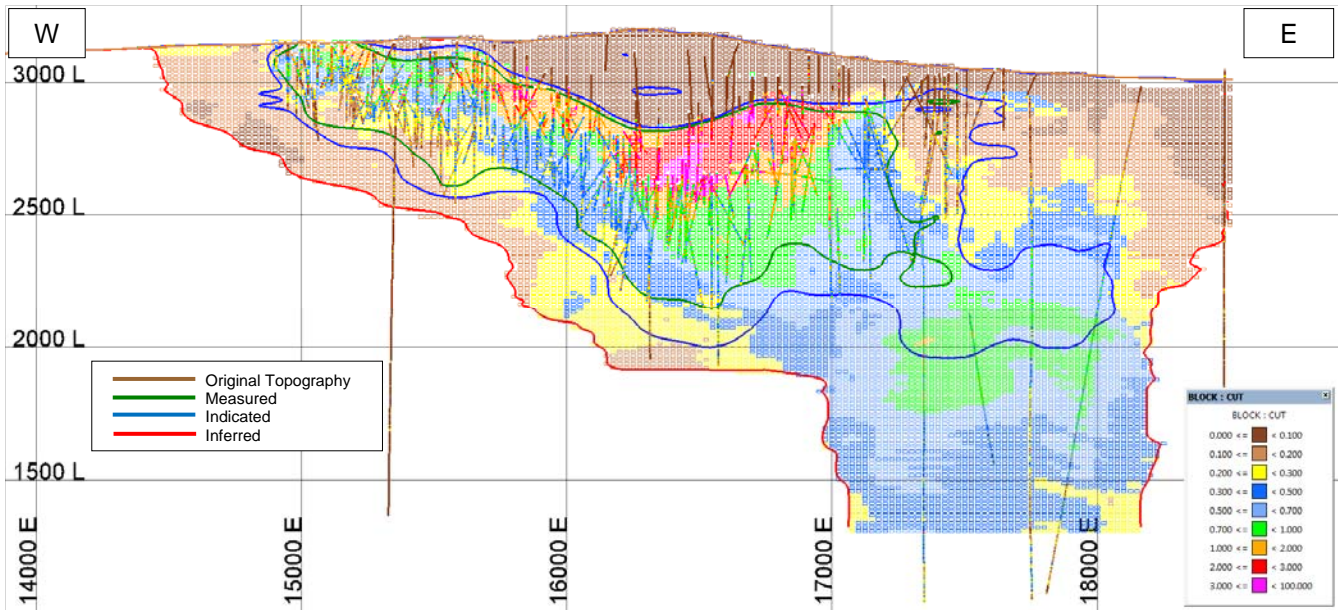 W
E
3000 L
2500 L
2000 L
1500 L
Original Topography
Measured
Indicated
Inferred
BLOCK : CUT
x
BLOCK : CUT
0.000 <= < 0.100
0.100 <= < 0.200
0.200 <= < 0.300
0.300 <= < 0.500
0.500 <= < 0.700
0.700 <= < 1.000
1.000 <= < 2.000
2.000 <= < 3.000
3.000 <= < 100.000
14000 E
15000 E
16000 E
17000 E
18000 E